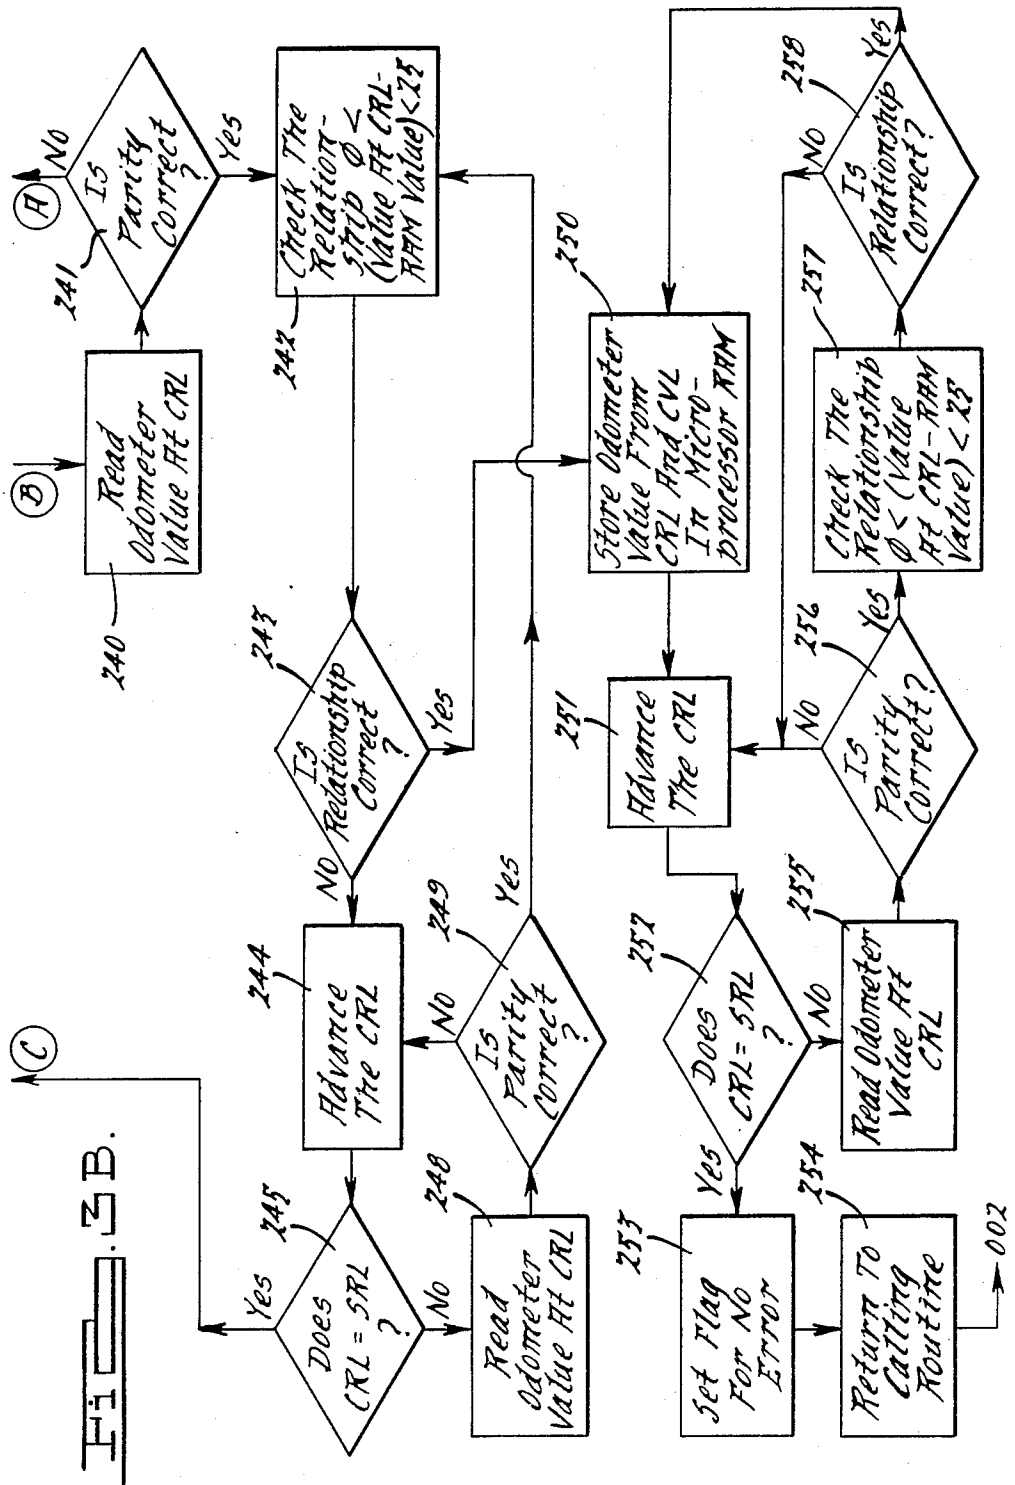 Fig. 3B.
C
B
A
240
Read
Odometer
Value At CRL
241
Is
Parity
Correct
?
No
Yes
242
Check The
Relation-
Strip φ <
(Value At CRL-
RAM Value) < 25
243
Is
Relationship
Correct
?
No
Yes
244
Advance
The CRL
245
Does
CRL = SRL
?
Yes
No
248
Read
Odometer
Value At CRL
249
Is
Parity
Correct
?
No
Yes
250
Store Odometer
Value From
CRL And CVL
In Micro-
processor RAM
251
Advance
The CRL
252
Does
CRL = SRL
?
Yes
No
253
Set Flag
For No
Error
254
Return To
Calling
Routine
002
255
Read Odometer
Value At
CRL
256
Is
Parity
Correct?
No
Yes
257
Check The
Relationship
φ < (Value
At CRL-RAM
Value) < 25
258
Is
Relationship
Correct?
No
Yes